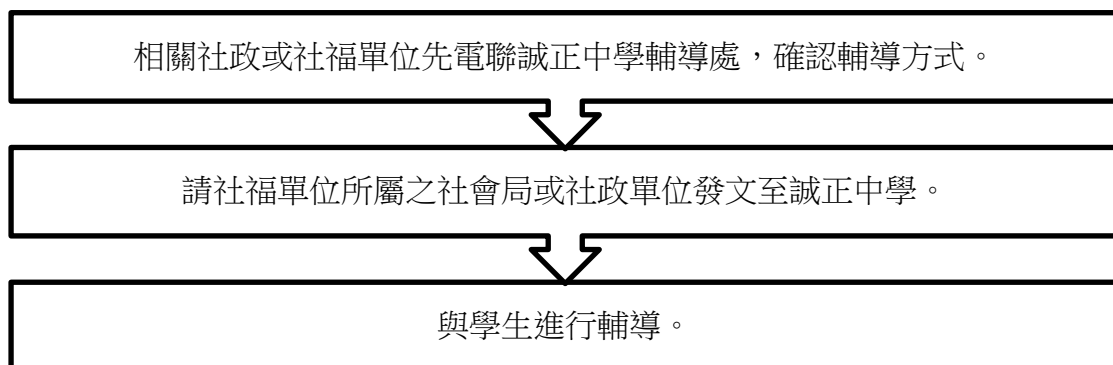 相關社政或社福單位先電聯誠正中學輔導處，確認輔導方式。
請社福單位所屬之社會局或社政單位發文至誠正中學。
與學生進行輔導。